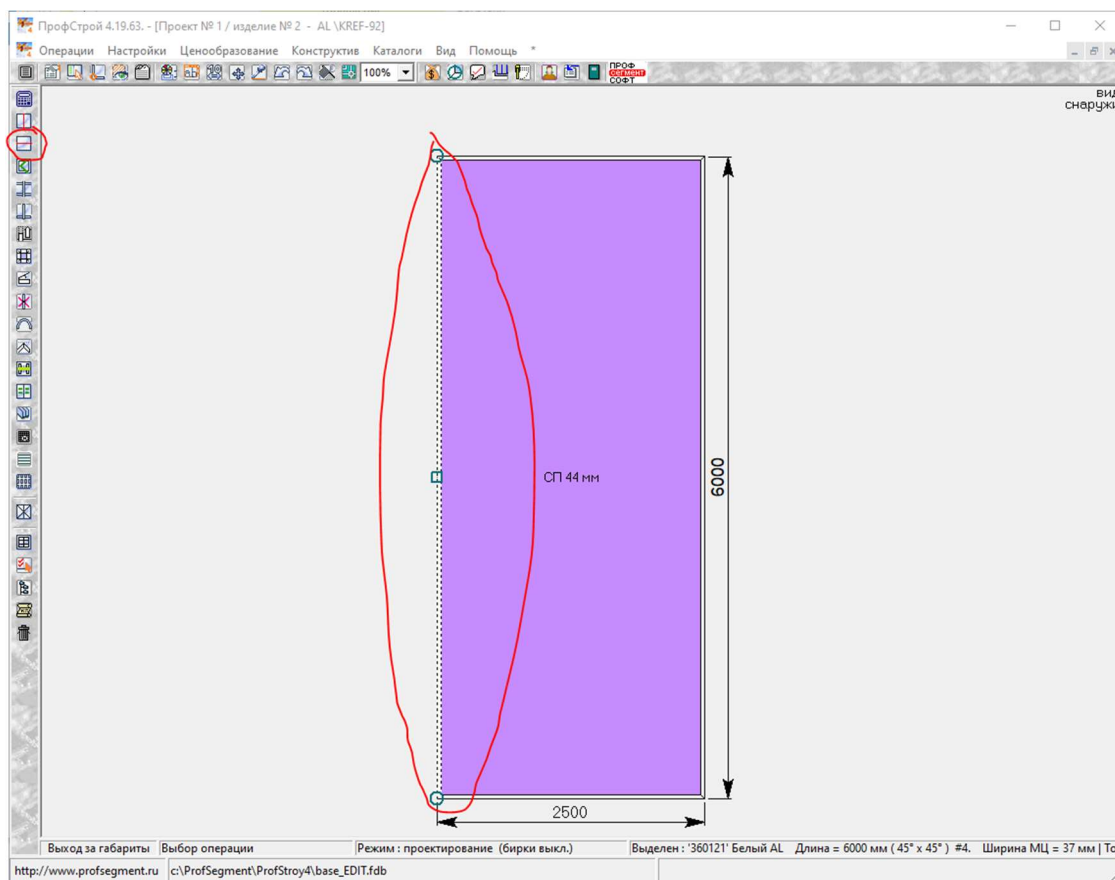 ПрофСтрой 4.19.63. - [Проект № 1 / изделие № 2 - AL \KREF-92]
Операции Настройки Ценообразование Конструктив Каталоги Вид Помощь *
100%
ПРОФ
сегмент
СОФТ
вид
снаружи
СП 44 мм
6000
2500
Выход за габариты Выбор операции Режим : проектирование (бирки выкл.) Выделен : '360121' Белый AL Длина = 6000 мм ( 45° x 45° ) #4. Ширина МЦ = 37 мм | То
http://www.profsegment.ru c:\ProfSegment\ProfStroy4\base_EDIT.fdb